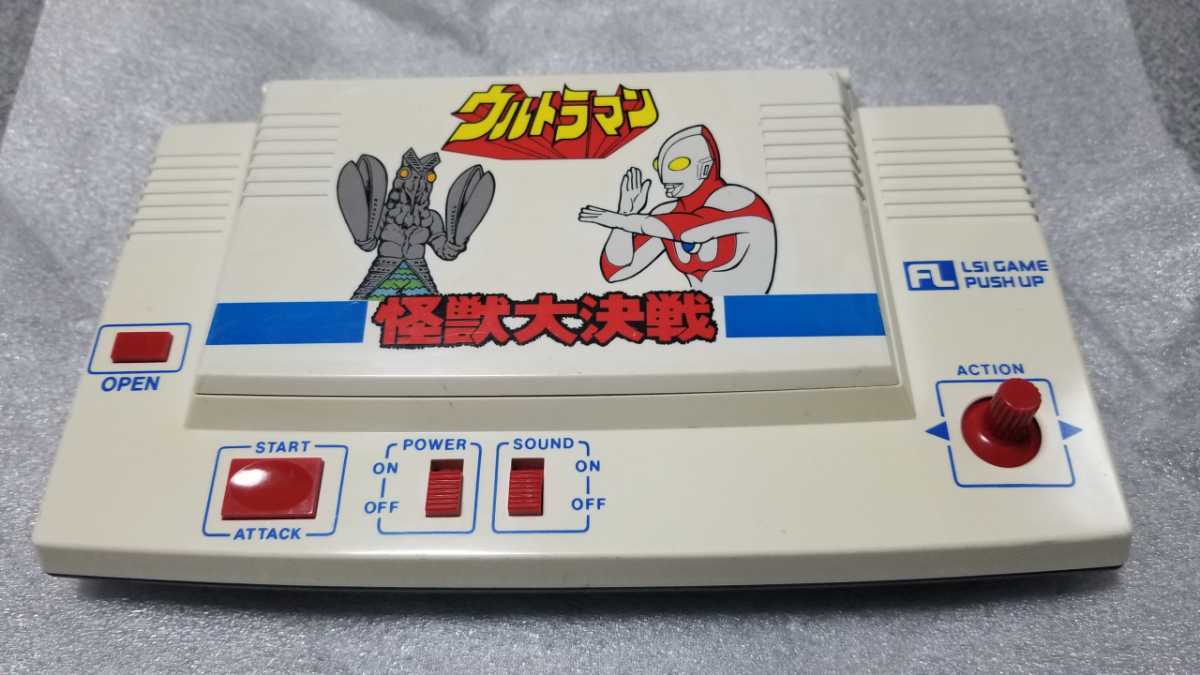 ウルトラマン
怪獣大決戦
FL LSI GAME
PUSH UP
OPEN
START
ATTACK
POWER
ON
OFF
SOUND
ON
OFF
ACTION